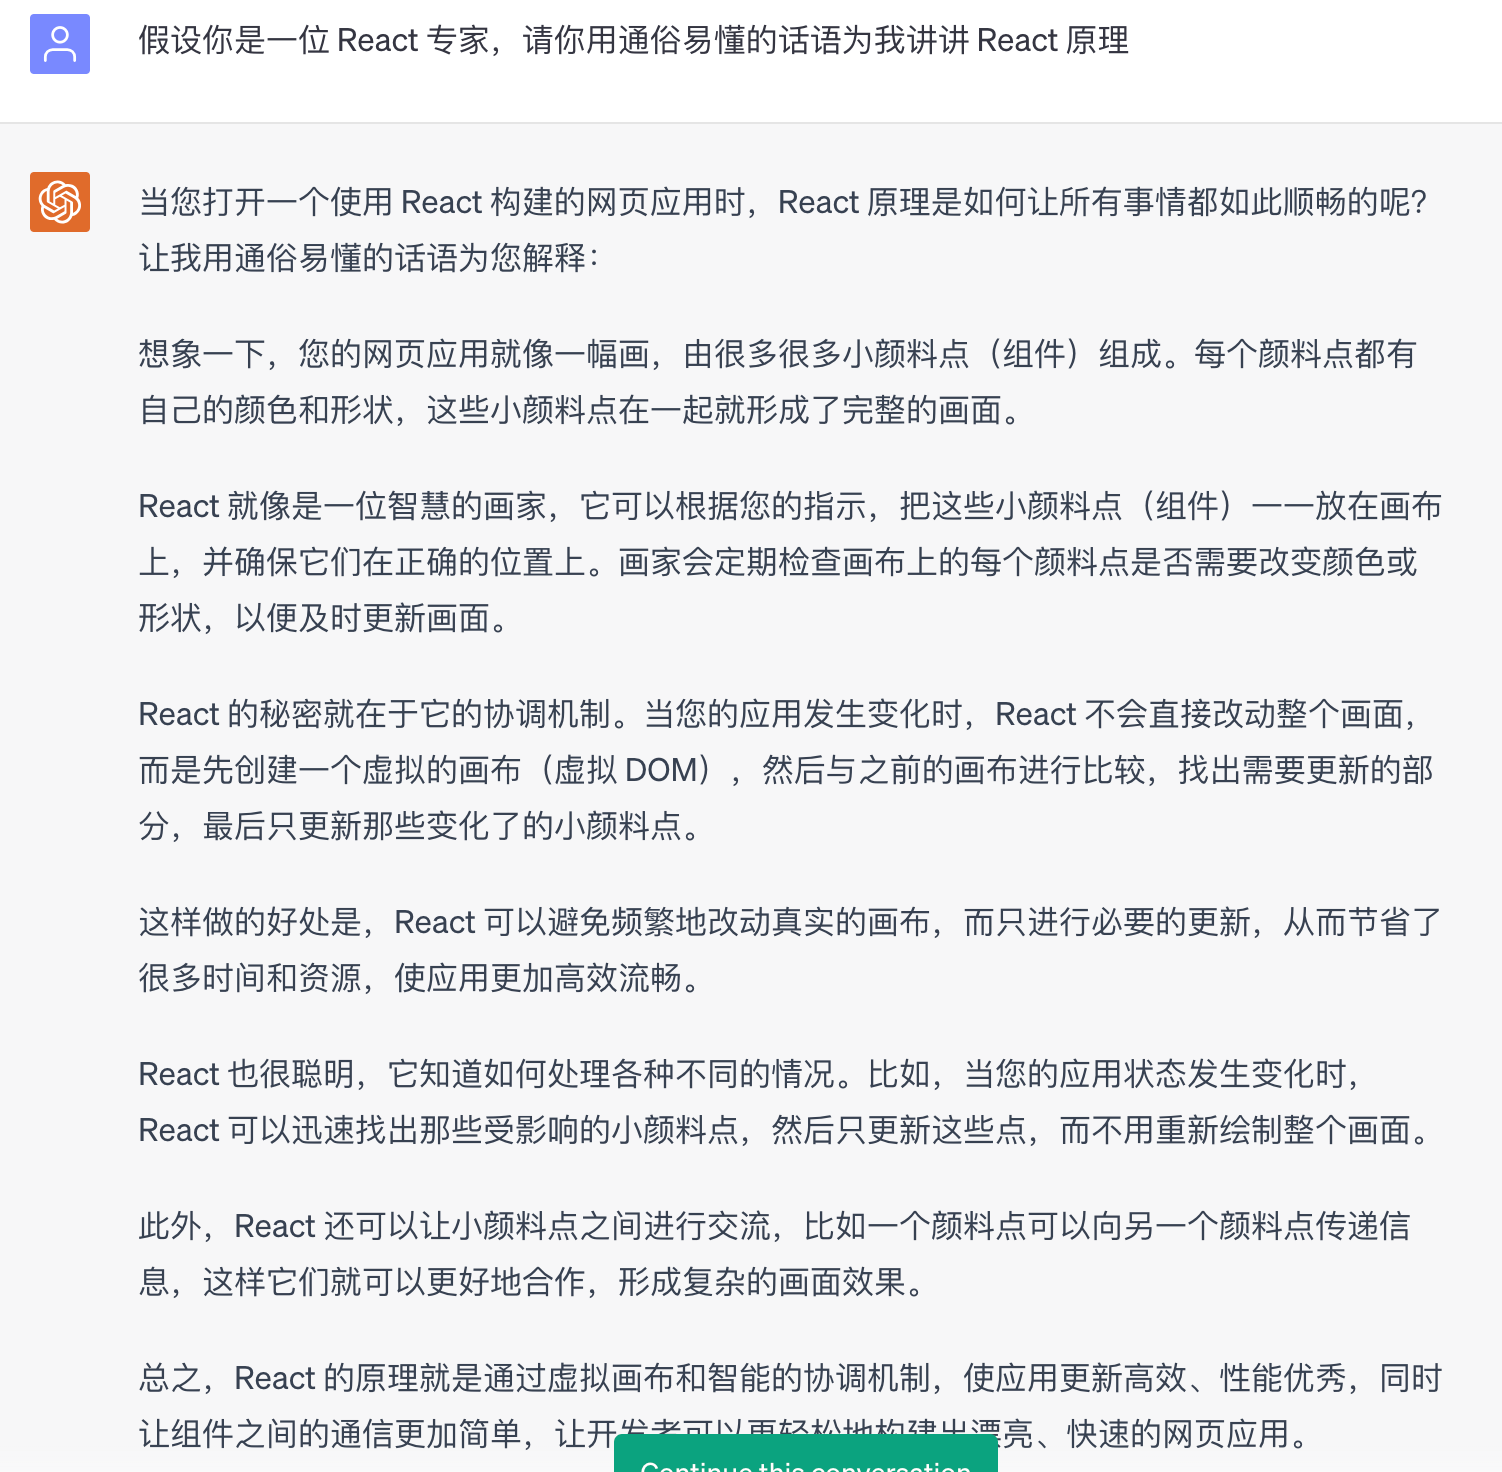 假设你是一位 React 专家，请你用通俗易懂的话语为我讲讲 React 原理
当您打开一个使用 React 构建的网页应用时，React 原理是如何让所有事情都如此顺畅的呢？
让我用通俗易懂的话语为您解释：
想象一下，您的网页应用就像一幅画，由很多很多小颜料点（组件）组成。每个颜料点都有
自己的颜色和形状，这些小颜料点在一起就形成了完整的画面。
React 就像是一位智慧的画家，它可以根据您的指示，把这些小颜料点（组件）一一放在画布
上，并确保它们在正确的位置上。画家会定期检查画布上的每个颜料点是否需要改变颜色或
形状，以便及时更新画面。
React 的秘密就在于它的协调机制。当您的应用发生变化时，React 不会直接改动整个画面，
而是先创建一个虚拟的画布（虚拟 DOM），然后与之前的画布进行比较，找出需要更新的部
分，最后只更新那些变化了的小颜料点。
这样做的好处是，React 可以避免频繁地改动真实的画布，而只进行必要的更新，从而节省了
很多时间和资源，使应用更加高效流畅。
React 也很聪明，它知道如何处理各种不同的情况。比如，当您的应用状态发生变化时，
React 可以迅速找出那些受影响的小颜料点，然后只更新这些点，而不用重新绘制整个画面。
此外，React 还可以让小颜料点之间进行交流，比如一个颜料点可以向另一个颜料点传递信
息，这样它们就可以更好地合作，形成复杂的画面效果。
总之，React 的原理就是通过虚拟画布和智能的协调机制，使应用更新高效、性能优秀，同时
让组件之间的通信更加简单，让开发者可以更轻松地构建出漂亮、快速的网页应用。
Continue this conversation